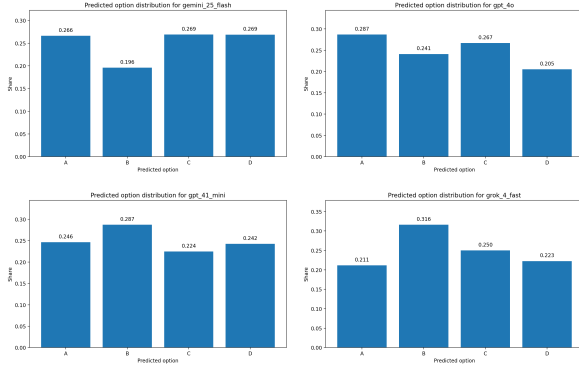 Predicted option distribution for gemini_25_flash
0.30
0.25
0.20
0.15
0.10
0.05
0.00
Share
0.266
0.196
0.269
0.269
A B C D
Predicted option
Predicted option distribution for gpt_4o
0.30
0.25
0.20
0.15
0.10
0.05
0.00
Share
0.287
0.241
0.267
0.205
A B C D
Predicted option
Predicted option distribution for gpt_41_mini
0.30
0.25
0.20
0.15
0.10
0.05
0.00
Share
0.246
0.287
0.224
0.242
A B C D
Predicted option
Predicted option distribution for grok_4_fast
0.35
0.30
0.25
0.20
0.15
0.10
0.05
0.00
Share
0.211
0.316
0.250
0.223
A B C D
Predicted option